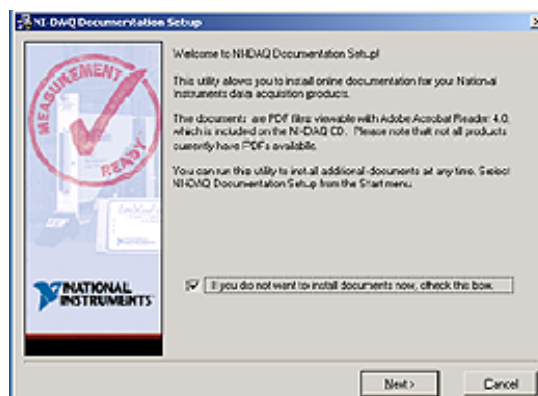 NI-DAQ Documentation Setup
MEASUREMENT
READY
Welcome to NI-DAQ Documentation Setup!
This utility allows you to install online documentation for your National
Instruments data acquisition products.
The documents are PDF files viewable with Adobe Acrobat Reader 4.0,
which is included on the NI-DAQ CD. Please note that not all products
currently have PDFs available.
You can run this utility to install additional documents at any time. Select
NI-DAQ Documentation Setup from the Start menu.
NATIONAL
INSTRUMENTS
If you do not want to install documents now, check this box.
Next >
Cancel